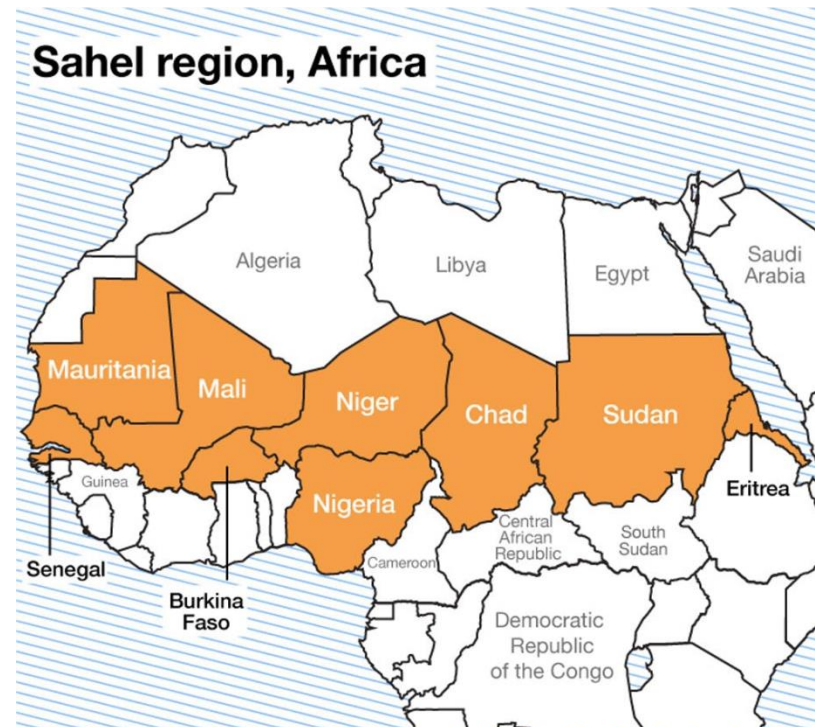 Sahel region, Africa
Algeria
Libya
Egypt
Saudi
Arabia
Mauritania
Mali
Niger
Chad
Sudan
Eritrea
Guinea
Nigeria
Senegal
Burkina
Faso
Cameroon
Central
African
Republic
South
Sudan
Democratic
Republic
of the Congo